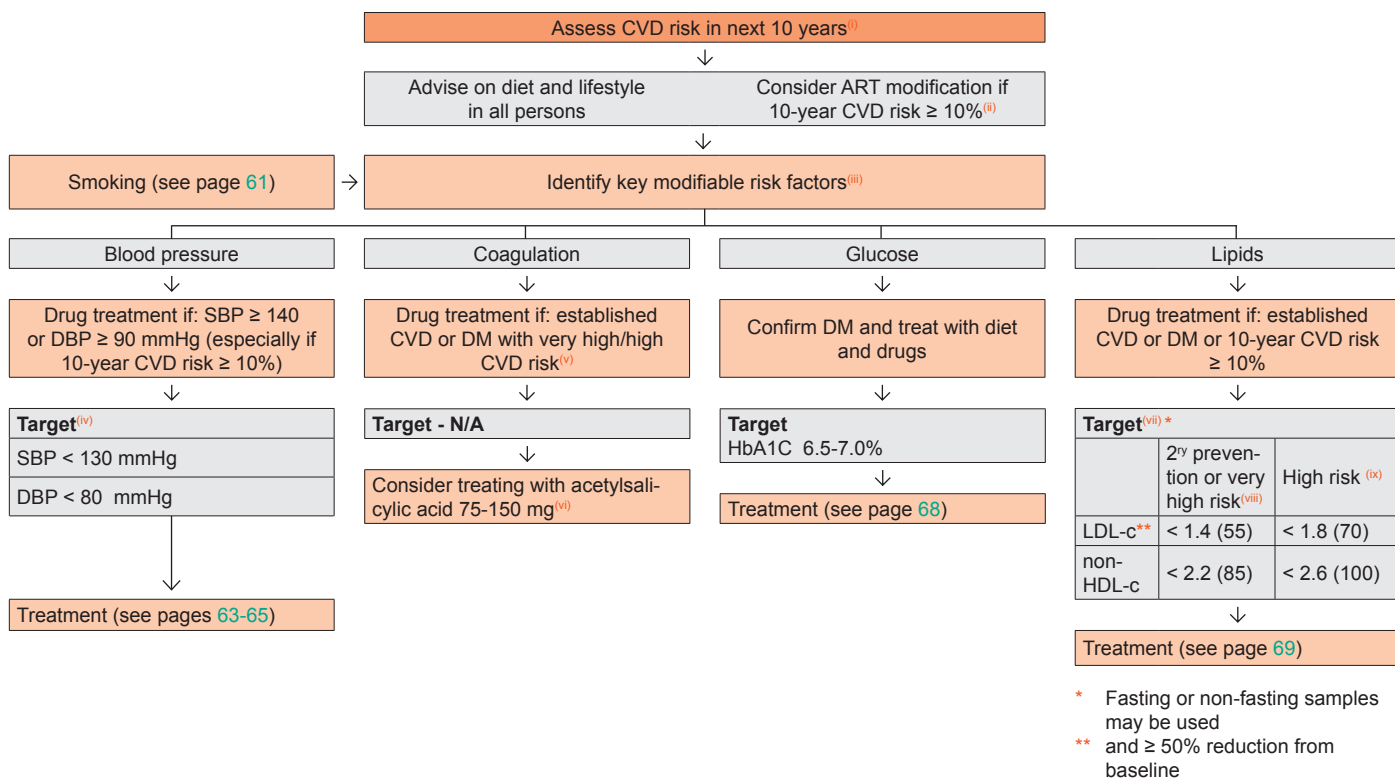 Assess CVD risk in next 10 years(i)
Advise on diet and lifestyle
in all persons
Consider ART modification if
10-year CVD risk ≥ 10%(ii)
Smoking (see page 61)
Identify key modifiable risk factors(iii)
Blood pressure
Drug treatment if: SBP ≥ 140
or DBP ≥ 90 mmHg (especially if
10-year CVD risk ≥ 10%)
Target(iv)
SBP < 130 mmHg
DBP < 80 mmHg
Treatment (see pages 63-65)
Coagulation
Drug treatment if: established
CVD or DM with very high/high
CVD risk(v)
Target - N/A
Consider treating with acetylsali-
cylic acid 75-150 mg(vi)
Glucose
Confirm DM and treat with diet
and drugs
Target
HbA1C 6.5-7.0%
Treatment (see page 68)
Lipids
Drug treatment if: established
CVD or DM or 10-year CVD risk
≥ 10%
Target(vii) *
2ry preven-
tion or very
high risk(viii)
High risk (ix)
LDL-c** < 1.4 (55) < 1.8 (70)
non-
HDL-c < 2.2 (85) < 2.6 (100)
Treatment (see page 69)
* Fasting or non-fasting samples
may be used
** and ≥ 50% reduction from
baseline